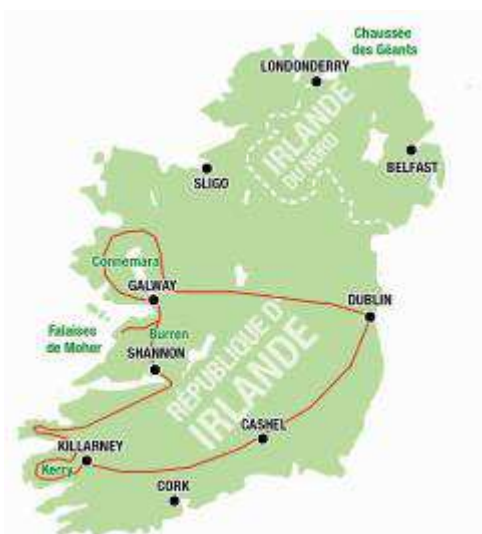 Chaussée
des Géants
LONDONDERRY
IRLANDE
DU NORD
BELFAST
SLIGO
Connemara
GALWAY
DUBLIN
Falaises
de Moher
Burren
SHANNON
RÉPUBLIQUE D'
IRLANDE
CASHEL
KILLARNEY
Kerry
CORK